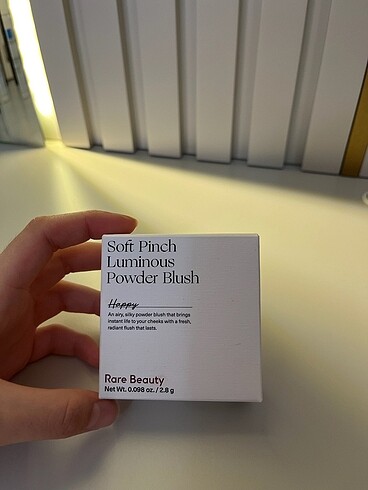 Soft Pinch
Luminous
Powder Blush
Happy
An airy, silky powder blush that brings
instant life to your cheeks with a fresh,
radiant flush that lasts.
Rare Beauty
Net Wt. 0.098 oz. / 2.8 g